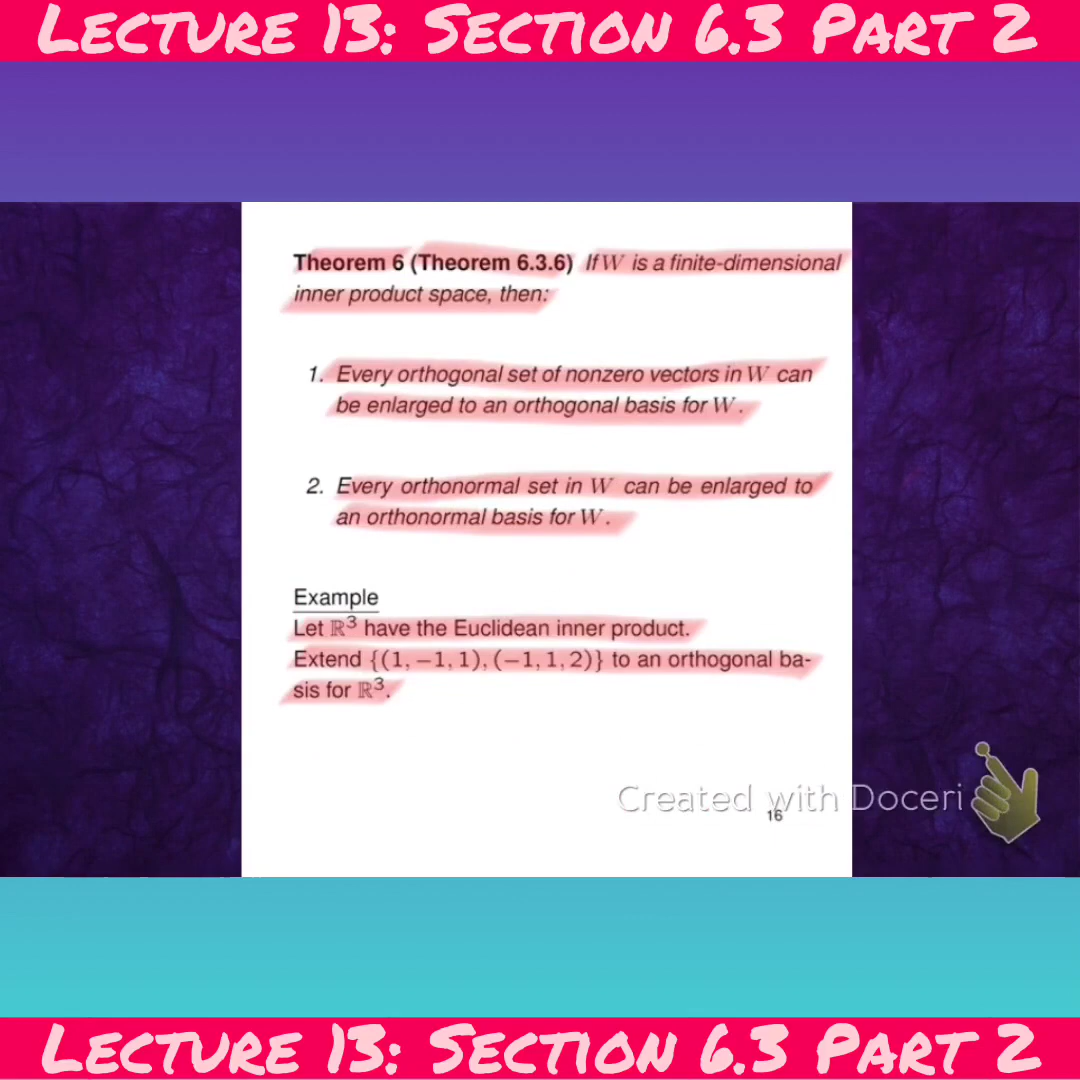 Lecture 13: Section 6.3 Part 2
Theorem 6 (Theorem 6.3.6) If W is a finite-dimensional
inner product space, then:
1. Every orthogonal set of nonzero vectors in W can
be enlarged to an orthogonal basis for W.
2. Every orthonormal set in W can be enlarged to
an orthonormal basis for W.
Example
Let ℝ³ have the Euclidean inner product.
Extend {(1, −1, 1), (−1, 1, 2)} to an orthogonal ba-
sis for ℝ³.
Created with Doceri
16
Lecture 13: Section 6.3 Part 2